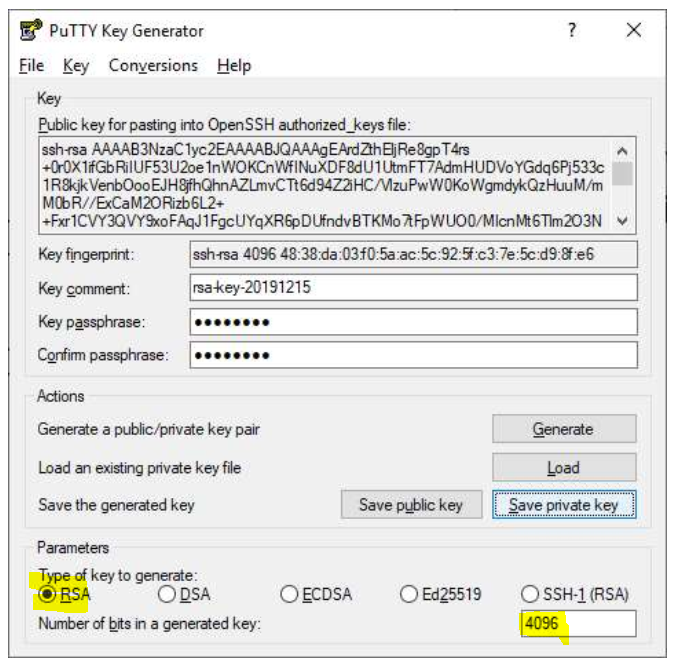 PuTTY Key Generator
File Key Conversions Help
Key
Public key for pasting into OpenSSH authorized_keys file:
ssh-rsa AAAAB3NzaC1yc2EAAAABJQAAAgEArdZthEljRe8gpT4rs
+0r0X1ifGbRilUF53U2oe1nWOKCnWflNuXDF8dU1UtmFT7AdmHUDVoYGdq6Pj533c
1R8kjkVenbOooEJH8jfhQhnAZLmvCTt6d94Z2iHC/VlzuPwW0KoWgmdykQzHuuM/m
M0bR//ExCaM2ORizb6L2+
+Fxr1CVY3QVY9xoFAqJ1FgcUYqXR6pDUfndvBTKMo7tFpWUO0/MlcnMt6Tlm2O3N
Key fingerprint: ssh-rsa 4096 48:38:da:03:f0:5a:ac:5c:92:5f:c3:7e:5c:d9:8f:e6
Key comment: rsa-key-20191215
Key passphrase: ••••••••
Confirm passphrase: ••••••••
Actions
Generate a public/private key pair Generate
Load an existing private key file Load
Save the generated key Save public key Save private key
Parameters
Type of key to generate:
RSA DSA ECDSA Ed25519 SSH-1 (RSA)
Number of bits in a generated key: 4096